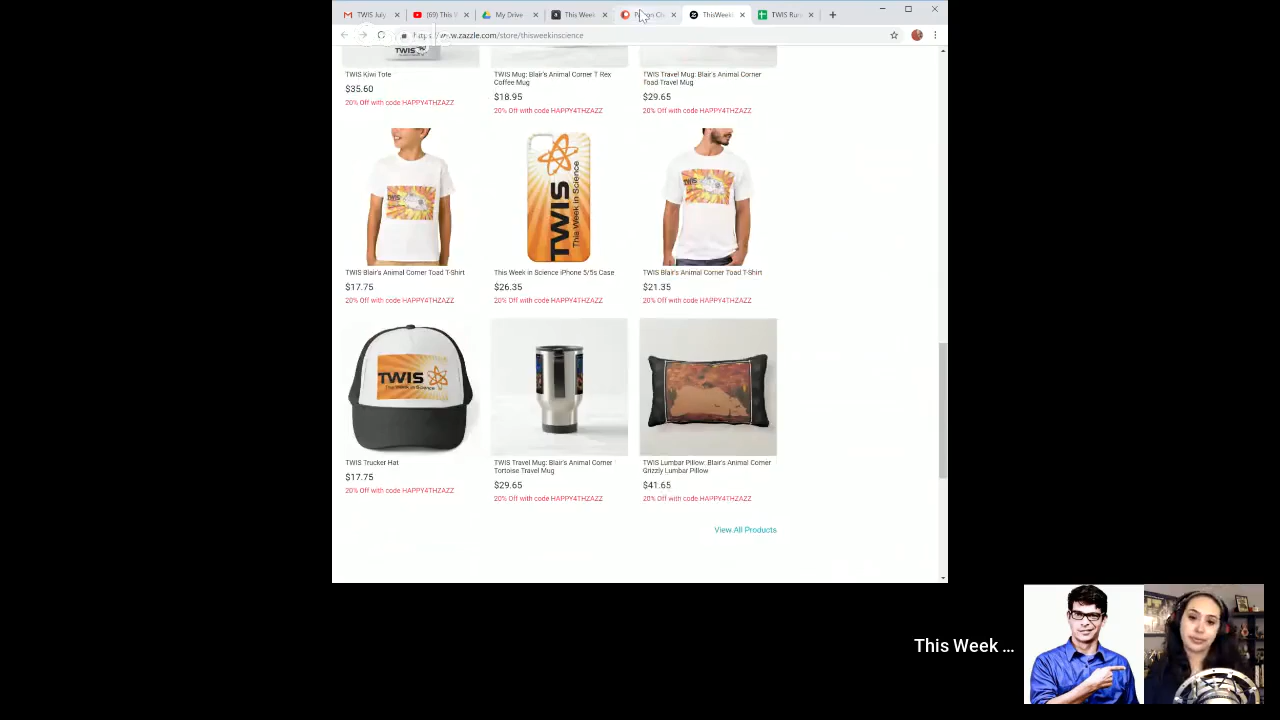 TWIS July
(69) This W
My Drive
This Week
ThisWeeki
TWIS Run
www.zazzle.com/store/thisweekinscience
TWIS
TWIS Kiwi Tote
$35.60
20% Off with code HAPPY4THZAZZ
TWIS Mug: Blair's Animal Corner T Rex
Coffee Mug
$18.95
20% Off with code HAPPY4THZAZZ
TWIS Travel Mug: Blair's Animal Corner
Toad Travel Mug
$29.65
20% Off with code HAPPY4THZAZZ
TWIS
TWIS Blair's Animal Corner Toad T-Shirt
$17.75
20% Off with code HAPPY4THZAZZ
TWIS
This Week in Science
This Week in Science iPhone 5/5s Case
$26.35
20% Off with code HAPPY4THZAZZ
TWIS
TWIS Blair's Animal Corner Toad T-Shirt
$21.35
20% Off with code HAPPY4THZAZZ
TWIS
This Week in Science
TWIS Trucker Hat
$17.75
20% Off with code HAPPY4THZAZZ
TWIS Travel Mug: Blair's Animal Corner
Tortoise Travel Mug
$29.65
20% Off with code HAPPY4THZAZZ
TWIS Lumbar Pillow: Blair's Animal Corner
Grizzly Lumbar Pillow
$41.65
20% Off with code HAPPY4THZAZZ
View All Products
This Week ...